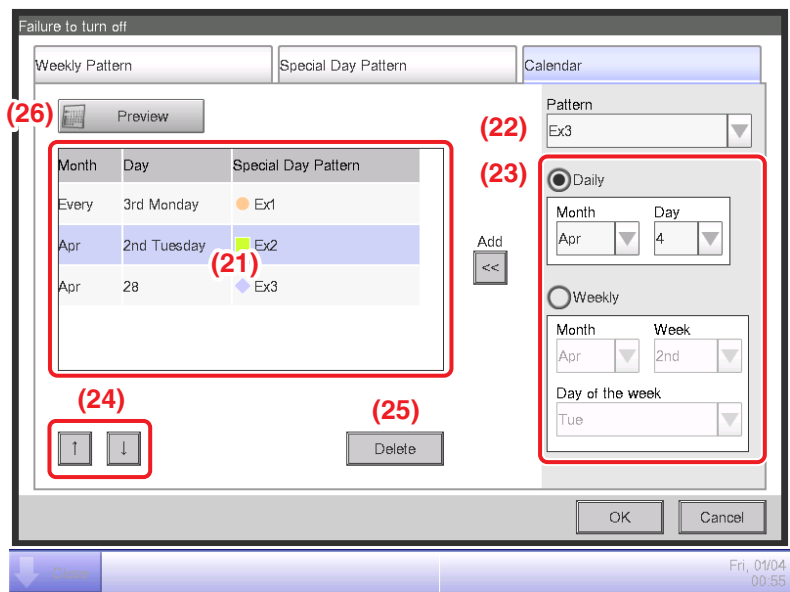 Failure to turn off
Weekly Pattern
Special Day Pattern
Calendar
(26)
Preview
Month Day Special Day Pattern
Every 3rd Monday Ex1
Apr 2nd Tuesday Ex2
(21)
Apr 28 Ex3
Add
<<
(22)
Pattern
Ex3
(23)
Daily
Month Day
Apr 4
Weekly
Month Week
Apr 2nd
Day of the week
Tue
(24)
↑ ↓
(25)
Delete
OK Cancel
Close
Fri, 01/04
00:55